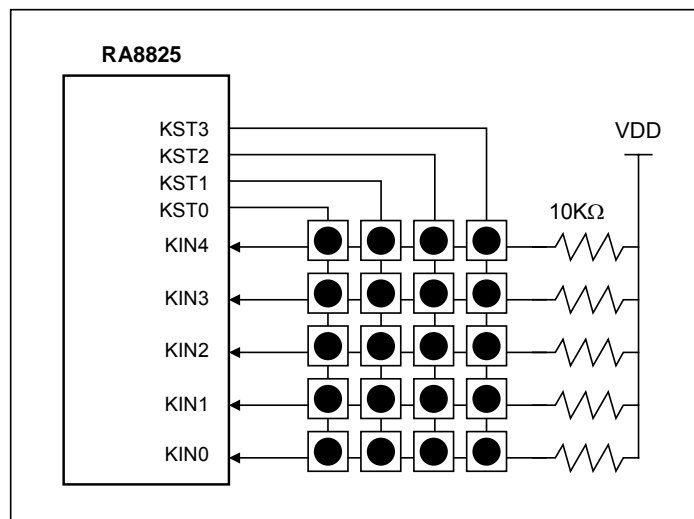 RA8825
KST3
KST2
KST1
KST0
KIN4
KIN3
KIN2
KIN1
KIN0
VDD
10KΩ